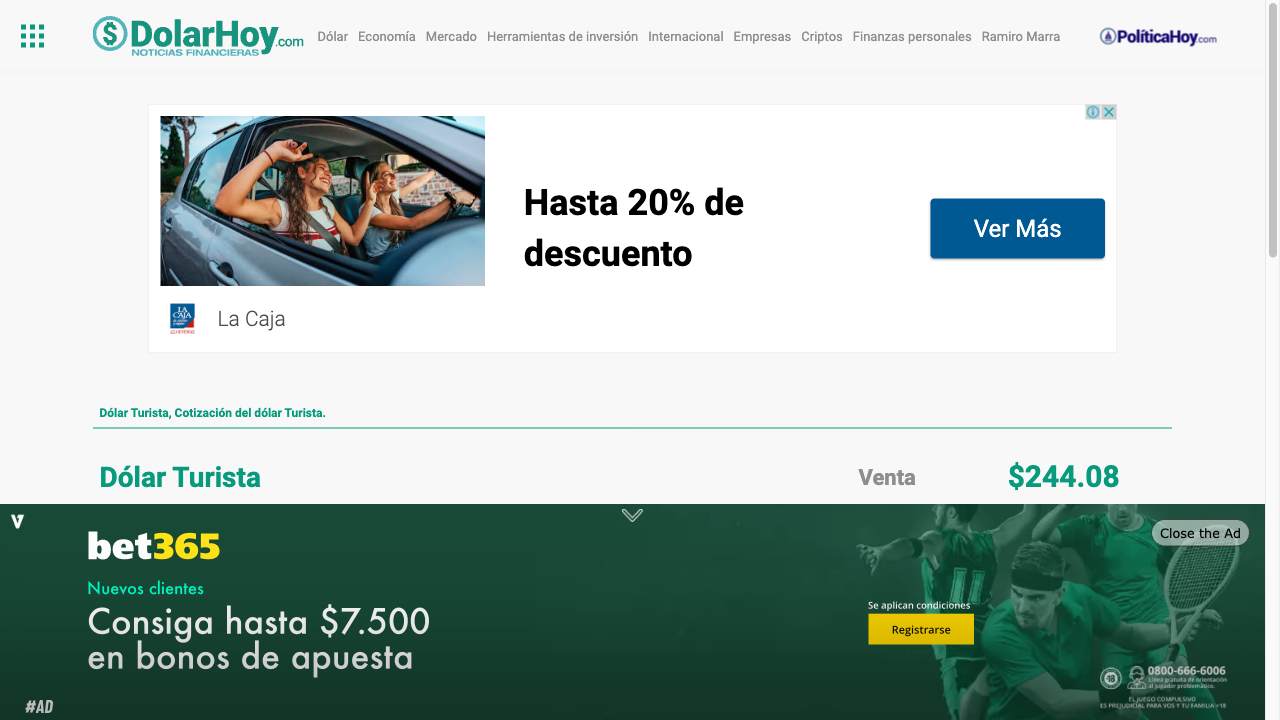 DolarHoy.com
NOTICIAS FINANCIERAS
Dólar Economía Mercado Herramientas de inversión Internacional Empresas Criptos Finanzas personales Ramiro Marra
PolíticaHoy.com
Hasta 20% de
descuento
Ver Más
LA
CAJA
La Caja
Dólar Turista, Cotización del dólar Turista.
Dólar Turista
Venta
$244.08
V
Close the Ad
bet365
Nuevos clientes
Consiga hasta $7.500
en bonos de apuesta
Se aplican condiciones
Registrarse
11
0800-666-6006
Línea gratuita de orientación
al jugador problemático.
EL JUEGO COMPULSIVO
ES PREJUDICIAL PARA VOS Y TU FAMILIA +18
#AD